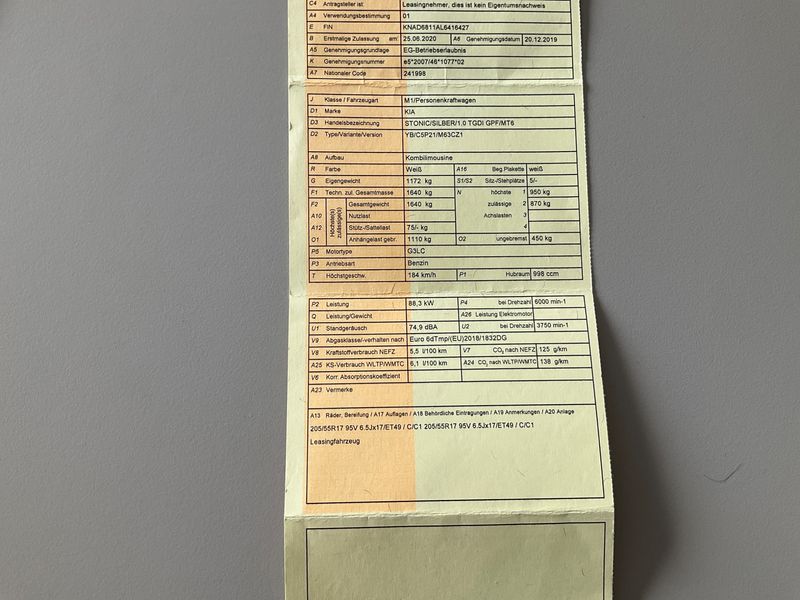 C4 Antragsteller ist: Leasingnehmer, dies ist kein Eigentumsnachweis
A4 Verwendungsbestimmung 01
E FIN KNAD6811AL6416427
B Erstmalige Zulassung am 25.06.2020 A6 Genehmigungsdatum 20.12.2019
A5 Genehmigungsgrundlage EG-Betriebserlaubnis
K Genehmigungsnummer e5*2007/46*1077*02
A7 Nationaler Code 241998
J Klasse / Fahrzeugart M1/Personenkraftwagen
D1 Marke KIA
D3 Handelsbezeichnung STONIC/SILBER/1,0 TGDI GPF/MT6
D2 Type/Variante/Version YB/C5P21/M63CZ1
A8 Aufbau Kombilimousine
R Farbe Weiß A16 Beg.Plakette weiß
G Eigengewicht 1172 kg S1/S2 Sitz-/Stehplätze 5/-
F1 Techn. zul. Gesamtmasse 1640 kg N höchste 1 950 kg
F2 Höchste(s) zulässige(s) Gesamtgewicht 1640 kg zulässige 2 870 kg
A10 Nutzlast Achslasten 3
A12 Stütz-/Sattellast 75/- kg 4
O1 Anhängelast gebr. 1110 kg O2 ungebremst 450 kg
P5 Motortype G3LC
P3 Antriebsart Benzin
T Höchstgeschw. 184 km/h P1 Hubraum 998 ccm
P2 Leistung 88,3 kW P4 bei Drehzahl 6000 min-1
Q Leistung/Gewicht A26 Leistung Elektromotor
U1 Standgeräusch 74,9 dBA U2 bei Drehzahl 3750 min-1
V9 Abgasklasse/-verhalten nach Euro 6dTmp/(EU)2018/1832DG
V8 Kraftstoffverbrauch NEFZ 5,5 l/100 km V7 CO2 nach NEFZ 125 g/km
A25 KS-Verbrauch WLTP/WMTC 6,1 l/100 km A24 CO2 nach WLTP/WMTC 138 g/km
V6 Korr. Absorptionskoeffizient
A23 Vermerke
A13 Räder, Bereifung / A17 Auflagen / A18 Behördliche Eintragungen / A19 Anmerkungen / A20 Anlage
205/55R17 95V 6.5Jx17/ET49 / C/C1 205/55R17 95V 6.5Jx17/ET49 / C/C1
Leasingfahrzeug